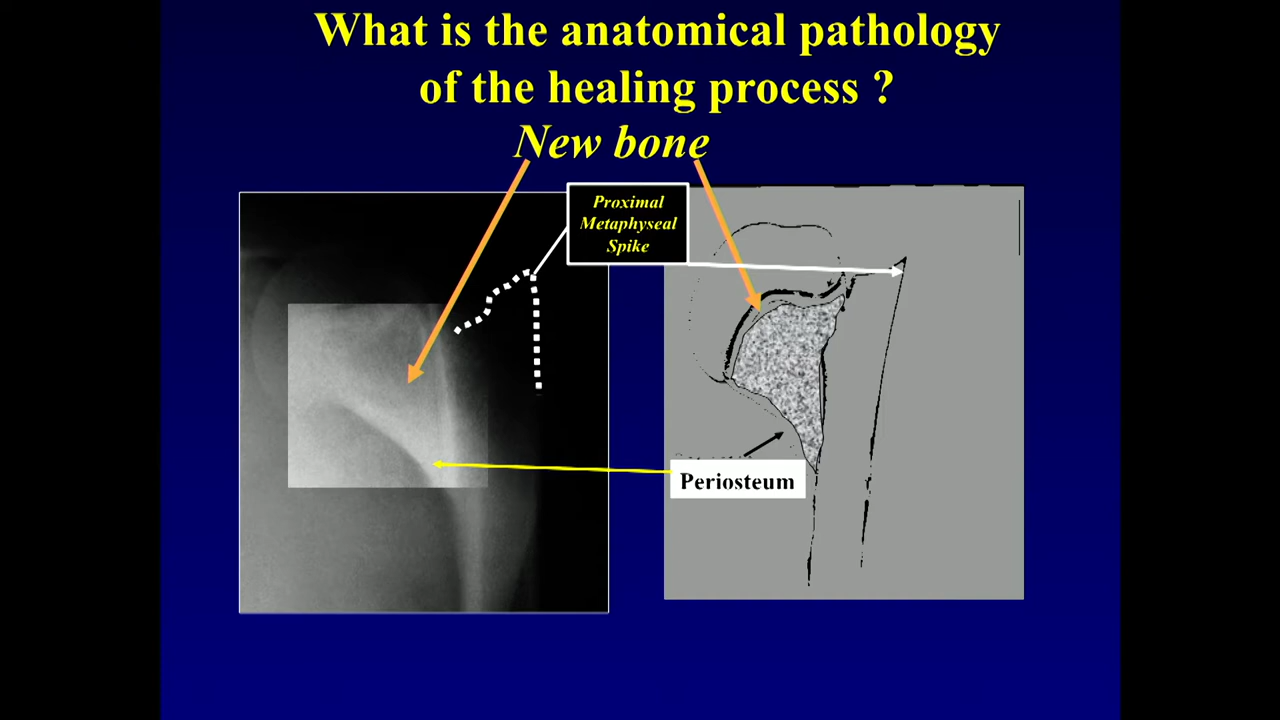 What is the anatomical pathology
of the healing process ?
New bone
Proximal
Metaphyseal
Spike
Periosteum